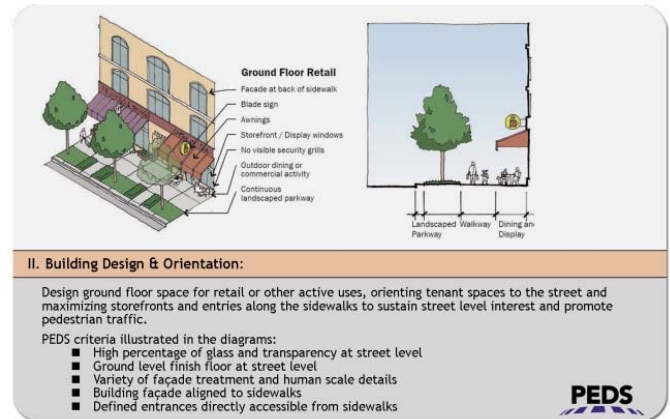 Ground Floor Retail
Facade at back of sidewalk
Blade sign
Awnings
Storefront / Display windows
No visible security grills
Outdoor dining or
commercial activity
Continuous
landscaped parkway
Landscaped
Parkway
Walkway
Dining and
Display
II. Building Design & Orientation:
Design ground floor space for retail or other active uses, orienting tenant spaces to the street and
maximizing storefronts and entries along the sidewalks to sustain street level interest and promote
pedestrian traffic.
PEDS criteria illustrated in the diagrams:
■ High percentage of glass and transparency at street level
■ Ground level finish floor at street level
■ Variety of façade treatment and human scale details
■ Building façade aligned to sidewalks
■ Defined entrances directly accessible from sidewalks
PEDS